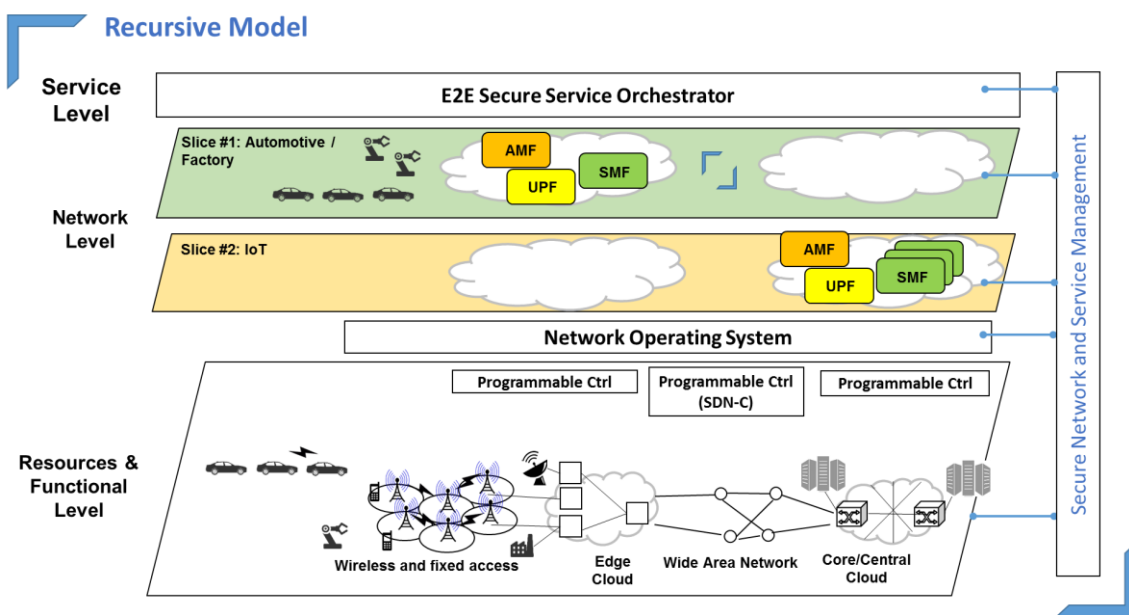 Recursive Model
Service
Level
E2E Secure Service Orchestrator
Slice #1: Automotive /
Factory
AMF
UPF
SMF
Network
Level
Slice #2: IoT
AMF
UPF
SMF
Network Operating System
Programmable Ctrl
Programmable Ctrl
(SDN-C)
Programmable Ctrl
Resources &
Functional
Level
Wireless and fixed access
Edge
Cloud
Wide Area Network
Core/Central
Cloud
Secure Network and Service Management